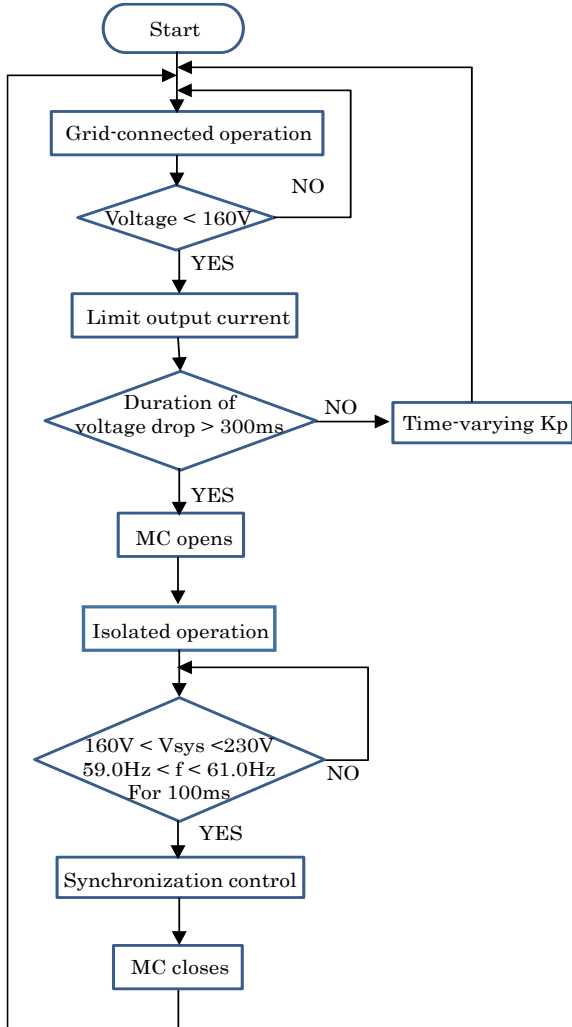 Start
Grid-connected operation
NO
Voltage < 160V
YES
Limit output current
Duration of
voltage drop > 300ms
NO
Time-varying Kp
YES
MC opens
Isolated operation
160V < Vsys <230V
59.0Hz < f < 61.0Hz
For 100ms
NO
YES
Synchronization control
MC closes